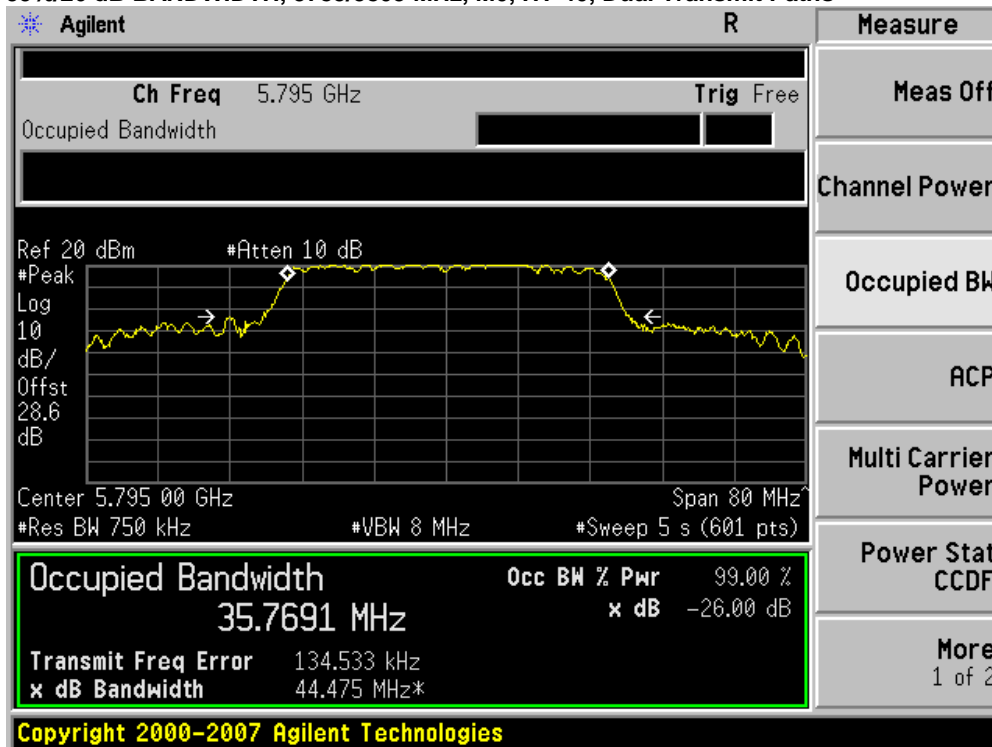 Agilent R Measure
Ch Freq 5.795 GHz Trig Free
Occupied Bandwidth
Meas Off
Channel Power
Occupied BW
ACP
Multi Carrier
Power
Power Stat
CCDF
More
1 of 2
Ref 20 dBm #Atten 10 dB
#Peak
Log
10
dB/
Offst
28.6
dB
Center 5.795 00 GHz Span 80 MHz^
#Res BW 750 kHz #VBW 8 MHz #Sweep 5 s (601 pts)
Occupied Bandwidth
35.7691 MHz
Occ BW % Pwr 99.00 %
x dB -26.00 dB
Transmit Freq Error 134.533 kHz
x dB Bandwidth 44.475 MHz*
Copyright 2000-2007 Agilent Technologies